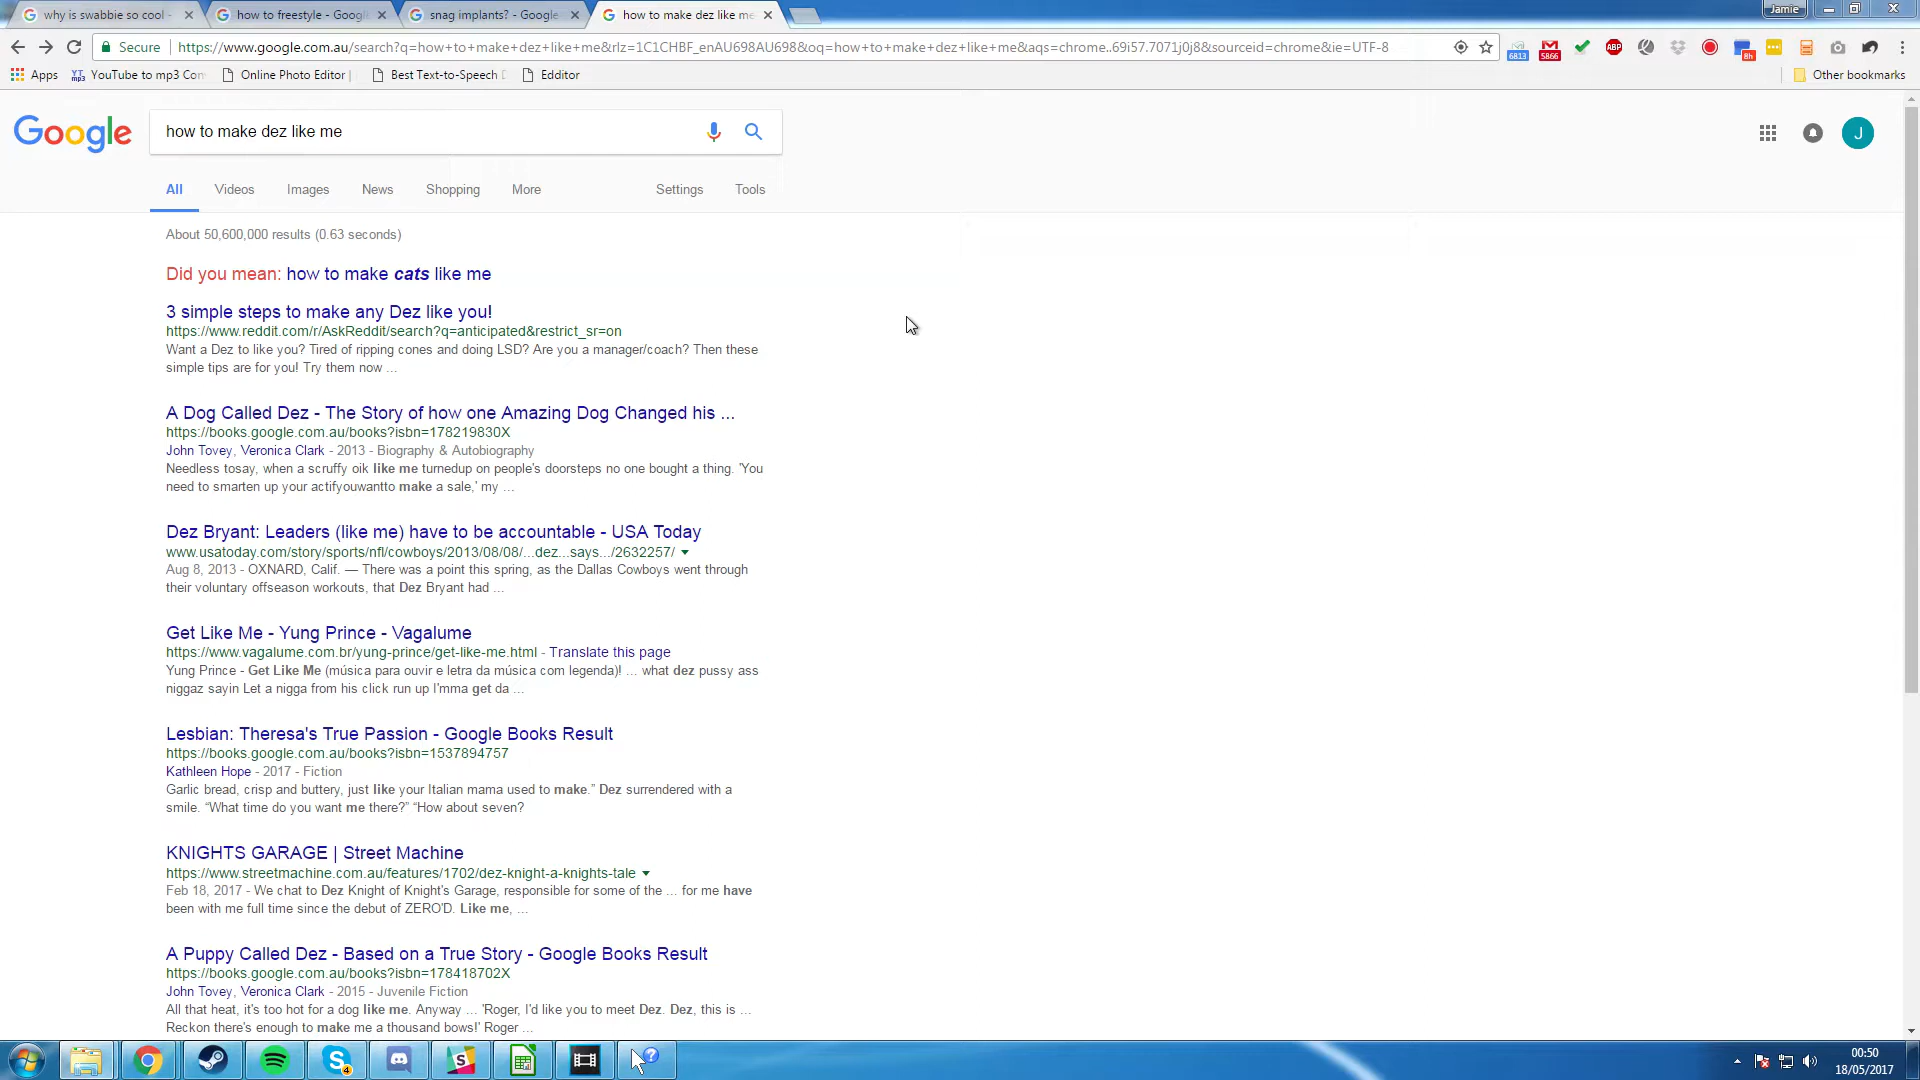 why is swabbie so cool -
how to freestyle - Googl
snag implants? - Google
how to make dez like me
Jamie
Secure
https://www.google.com.au/search?q=how+to+make+dez+like+me&rlz=1C1CHBF_enAU698AU698&oq=how+to+make+dez+like+me&aqs=chrome..69i57.7071j0j8&sourceid=chrome&ie=UTF-8
6813
5866
ABP
Bh
Apps
YouTube to mp3 Con
Online Photo Editor |
Best Text-to-Speech
Edditor
Other bookmarks
Google
how to make dez like me
J
All
Videos
Images
News
Shopping
More
Settings
Tools
About 50,600,000 results (0.63 seconds)
Did you mean: how to make cats like me
3 simple steps to make any Dez like you!
https://www.reddit.com/r/AskReddit/search?q=anticipated&restrict_sr=on
Want a Dez to like you? Tired of ripping cones and doing LSD? Are you a manager/coach? Then these
simple tips are for you! Try them now ...
A Dog Called Dez - The Story of how one Amazing Dog Changed his ...
https://books.google.com.au/books?isbn=178219830X
John Tovey, Veronica Clark - 2013 - Biography & Autobiography
Needless tosay, when a scruffy oik like me turnedup on people's doorsteps no one bought a thing. 'You
need to smarten up your actifyouwantto make a sale,' my ...
Dez Bryant: Leaders (like me) have to be accountable - USA Today
www.usatoday.com/story/sports/nfl/cowboys/2013/08/08/...dez...says.../2632257/
Aug 8, 2013 - OXNARD, Calif. — There was a point this spring, as the Dallas Cowboys went through
their voluntary offseason workouts, that Dez Bryant had ...
Get Like Me - Yung Prince - Vagalume
https://www.vagalume.com.br/yung-prince/get-like-me.html - Translate this page
Yung Prince - Get Like Me (música para ouvir e letra da música com legenda)! ... what dez pussy ass
niggaz sayin Let a nigga from his click run up I'mma get da ...
Lesbian: Theresa's True Passion - Google Books Result
https://books.google.com.au/books?isbn=1537894757
Kathleen Hope - 2017 - Fiction
Garlic bread, crisp and buttery, just like your Italian mama used to make.” Dez surrendered with a
smile. “What time do you want me there?” “How about seven?
KNIGHTS GARAGE | Street Machine
https://www.streetmachine.com.au/features/1702/dez-knight-a-knights-tale
Feb 18, 2017 - We chat to Dez Knight of Knight's Garage, responsible for some of the ... for me have
been with me full time since the debut of ZERO'D. Like me, ...
A Puppy Called Dez - Based on a True Story - Google Books Result
https://books.google.com.au/books?isbn=178418702X
John Tovey, Veronica Clark - 2015 - Juvenile Fiction
All that heat, it's too hot for a dog like me. Anyway ... 'Roger, I'd like you to meet Dez. Dez, this is ...
Reckon there's enough to make me a thousand bows!' Roger ...
4
00:50
18/05/2017